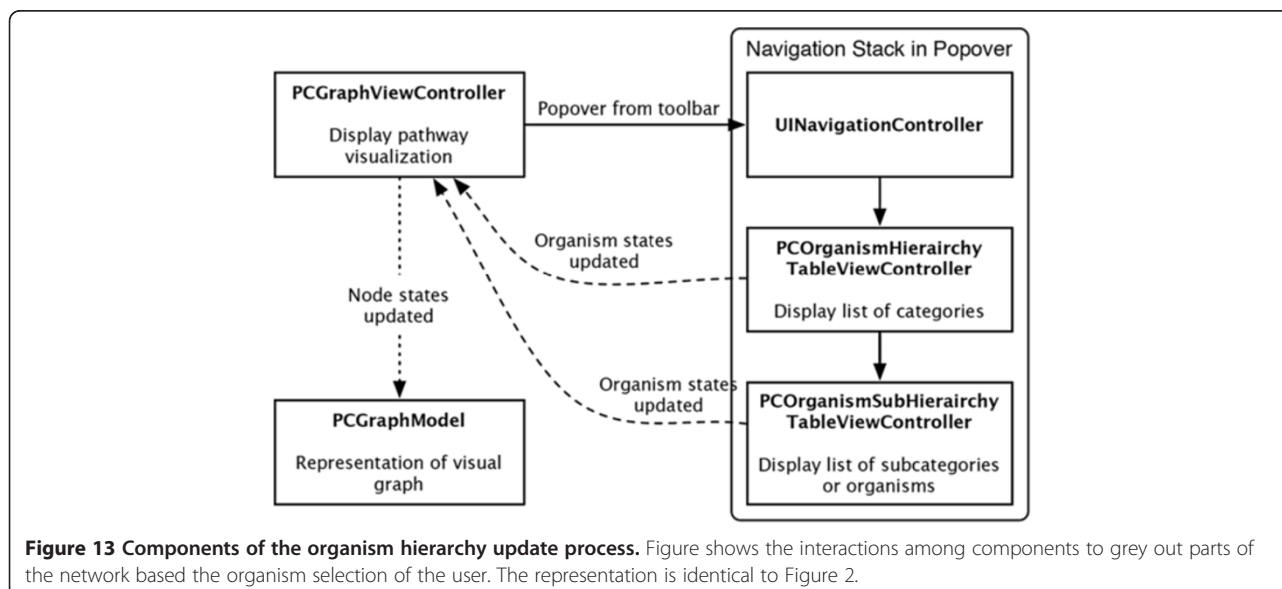 Navigation Stack in Popover
PCGraphViewController
Display pathway
visualization
Popover from toolbar
UINavigationController
Organism states
updated
PCOrganismHierairchy
TableViewController
Display list of categories
Node states
updated
Organism states
updated
PCOrganismSubHierairchy
TableViewController
Display list of subcategories
or organisms
PCGraphModel
Representation of visual
graph
Figure 13 Components of the organism hierarchy update process. Figure shows the interactions among components to grey out parts of
the network based the organism selection of the user. The representation is identical to Figure 2.